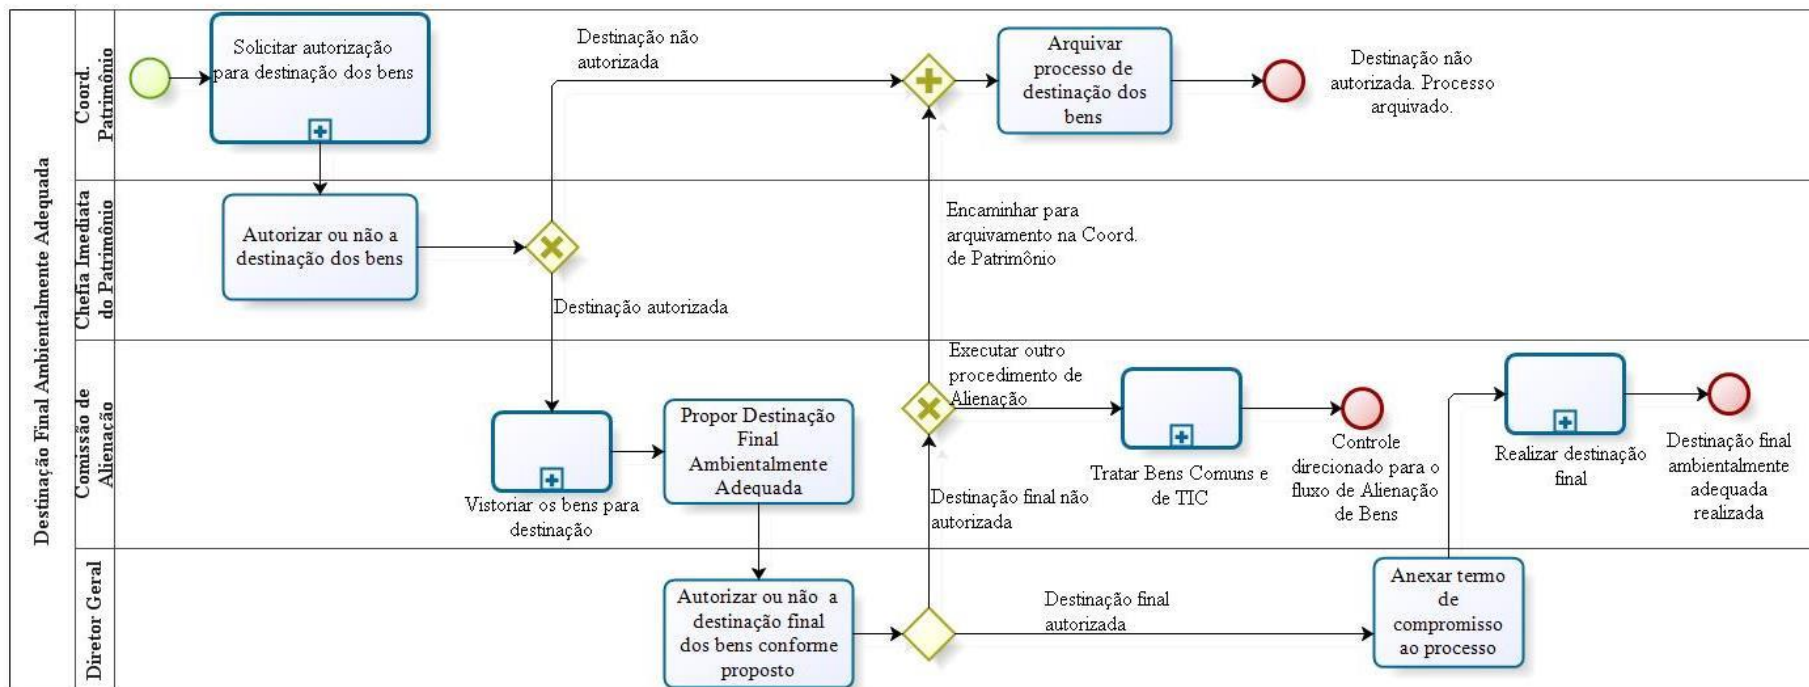 Destinação Final Ambientalmente Adequada
Coord.
Patrimônio
Solicitar autorização
para destinação dos bens
Destinação não
autorizada
Arquivar
processo de
destinação dos
bens
Destinação não
autorizada. Processo
arquivado.
Chefia Imediata
do Patrimônio
Autorizar ou não a
destinação dos bens
Destinação autorizada
Encaminhar para
arquivamento na Coord.
de Patrimônio
Comissão de
Alienação
Vistoriar os bens para
destinação
Propor Destinação
Final
Ambientalmente
Adequada
Executar outro
procedimento de
Alienação
Destinação final não
autorizada
Tratar Bens Comuns e
de TIC
Controle
direcionado para o
fluxo de Alienação
de Bens
Realizar destinação
final
Destinação final
ambientalmente
adequada
realizada
Diretor Geral
Autorizar ou não a
destinação final
dos bens conforme
proposto
Destinação final
autorizada
Anexar termo
de
compromisso
ao processo